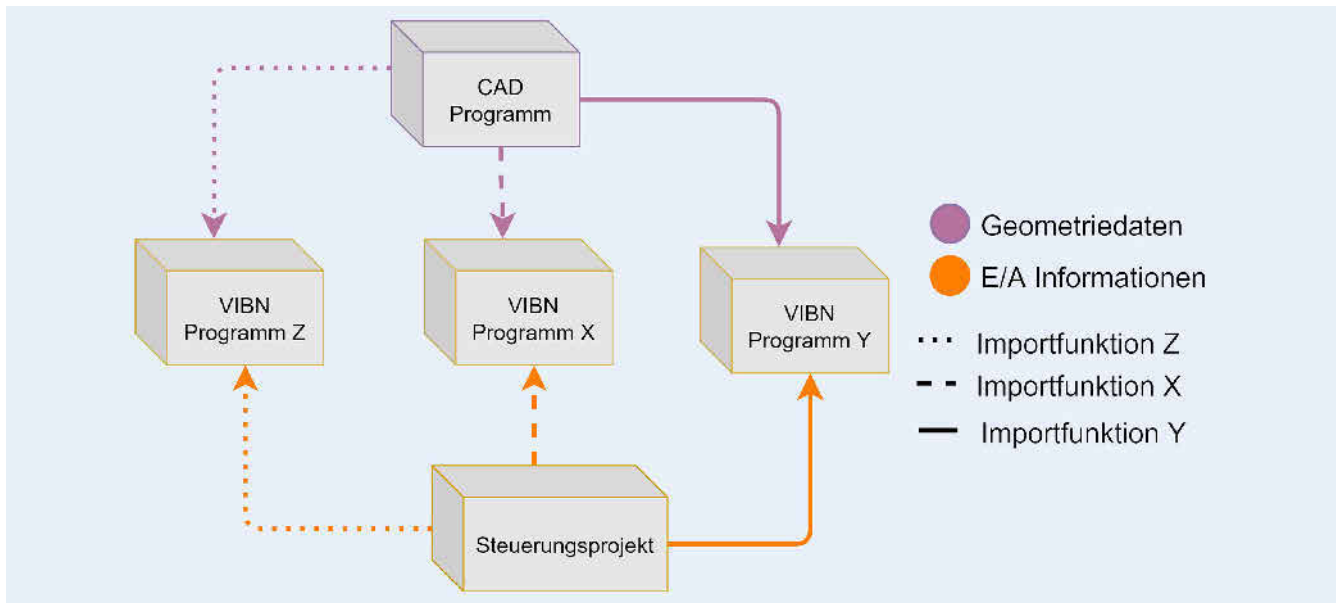 CAD
Programm
VIBN
Programm Z
VIBN
Programm X
VIBN
Programm Y
Steuerungsprojekt
Geometriedaten
E/A Informationen
Importfunktion Z
Importfunktion X
Importfunktion Y